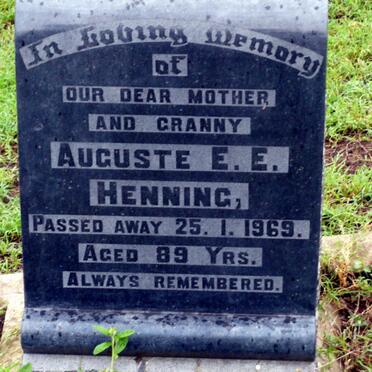 In Loving Memory
of
OUR DEAR MOTHER
AND GRANNY
AUGUSTE E. E.
HENNING,
PASSED AWAY 25. 1. 1969.
AGED 89 YRS.
ALWAYS REMEMBERED.